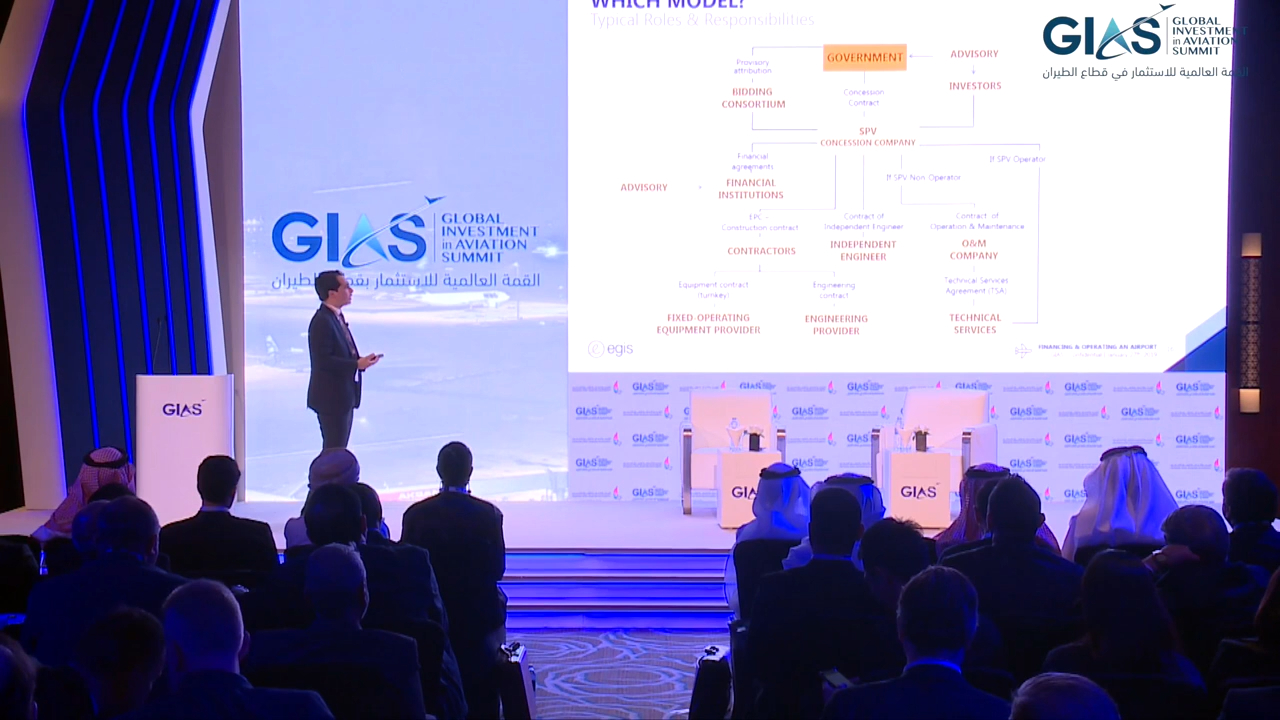 WHICH MODEL?
Typical Roles & Responsibilities
GOVERNMENT
ADVISORY
INVESTORS
Provisory
attribution
BIDDING
CONSORTIUM
Concession
Contract
SPV
CONCESSION COMPANY
If SPV Operator
Financial
agreements
If SPV Non Operator
ADVISORY
FINANCIAL
INSTITUTIONS
EPC -
Construction contract
Contract of
Independent Engineer
Contract of
Operation & Maintenance
CONTRACTORS
INDEPENDENT
ENGINEER
O&M
COMPANY
Equipment contract
(turnkey)
Engineering
contract
Technical Services
Agreement (TSA)
FIXED-OPERATING
EQUIPMENT PROVIDER
ENGINEERING
PROVIDER
TECHNICAL
SERVICES
egis
FINANCING & OPERATING AN AIRPORT
GIAS
GLOBAL
INVESTMENT
in AVIATION
SUMMIT
القمة العالمية للاستثمار في قطاع الطيران
GIAS
GLOBAL
INVESTMENT
in AVIATION
SUMMIT
القمة العالمية للاستثمار
الطيران
GIAS
GIAS
GIAS